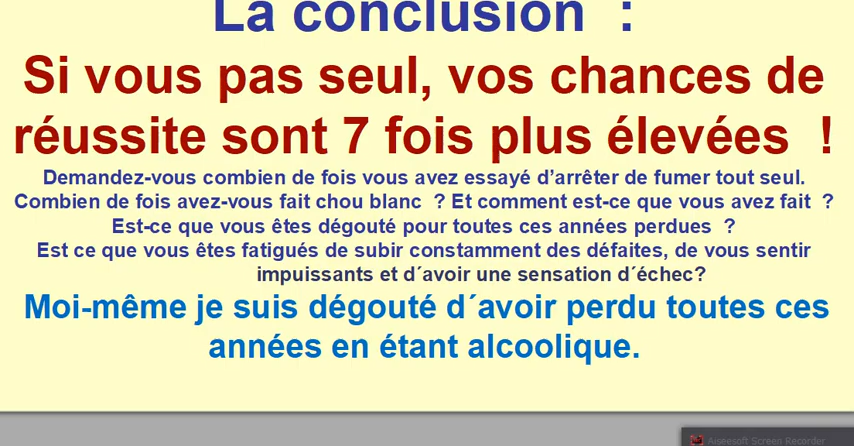 La conclusion  :
Si vous pas seul, vos chances de
réussite sont 7 fois plus élevées  !
Demandez-vous combien de fois vous avez essayé d’arrêter de fumer tout seul.
Combien de fois avez-vous fait chou blanc  ? Et comment est-ce que vous avez fait  ?
Est-ce que vous êtes dégouté pour toutes ces années perdues  ?
Est ce que vous êtes fatigués de subir constamment des défaites, de vous sentir
impuissants et d´avoir une sensation d´échec?
Moi-même je suis dégouté d´avoir perdu toutes ces
années en étant alcoolique.
Aiseesoft Screen Recorder